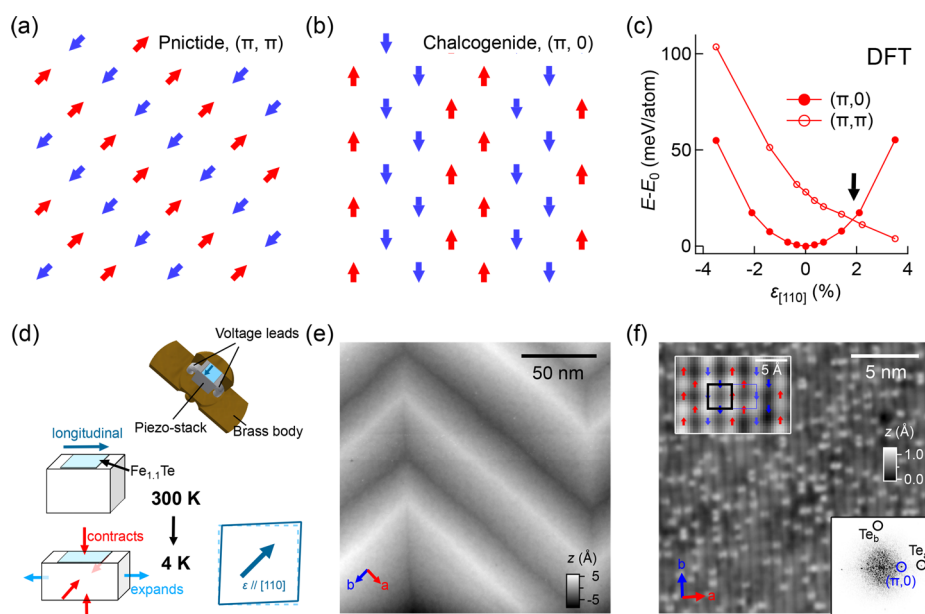 (a)
Pnictide, (π, π)
(b)
Chalcogenide, (π, 0)
(c)
DFT
(π,0)
(π,π)
100
50
0
E-E0 (meV/atom)
-4
-2
0
2
4
ε[110] (%)
(d)
Voltage leads
Piezo-stack
Brass body
longitudinal
Fe1.1Te
300 K
4 K
contracts
expands
ε // [110]
(e)
50 nm
b
a
z (Å)
5
-5
(f)
5 Å
5 nm
z (Å)
1.0
0.0
b
a
Teb
(π,0)